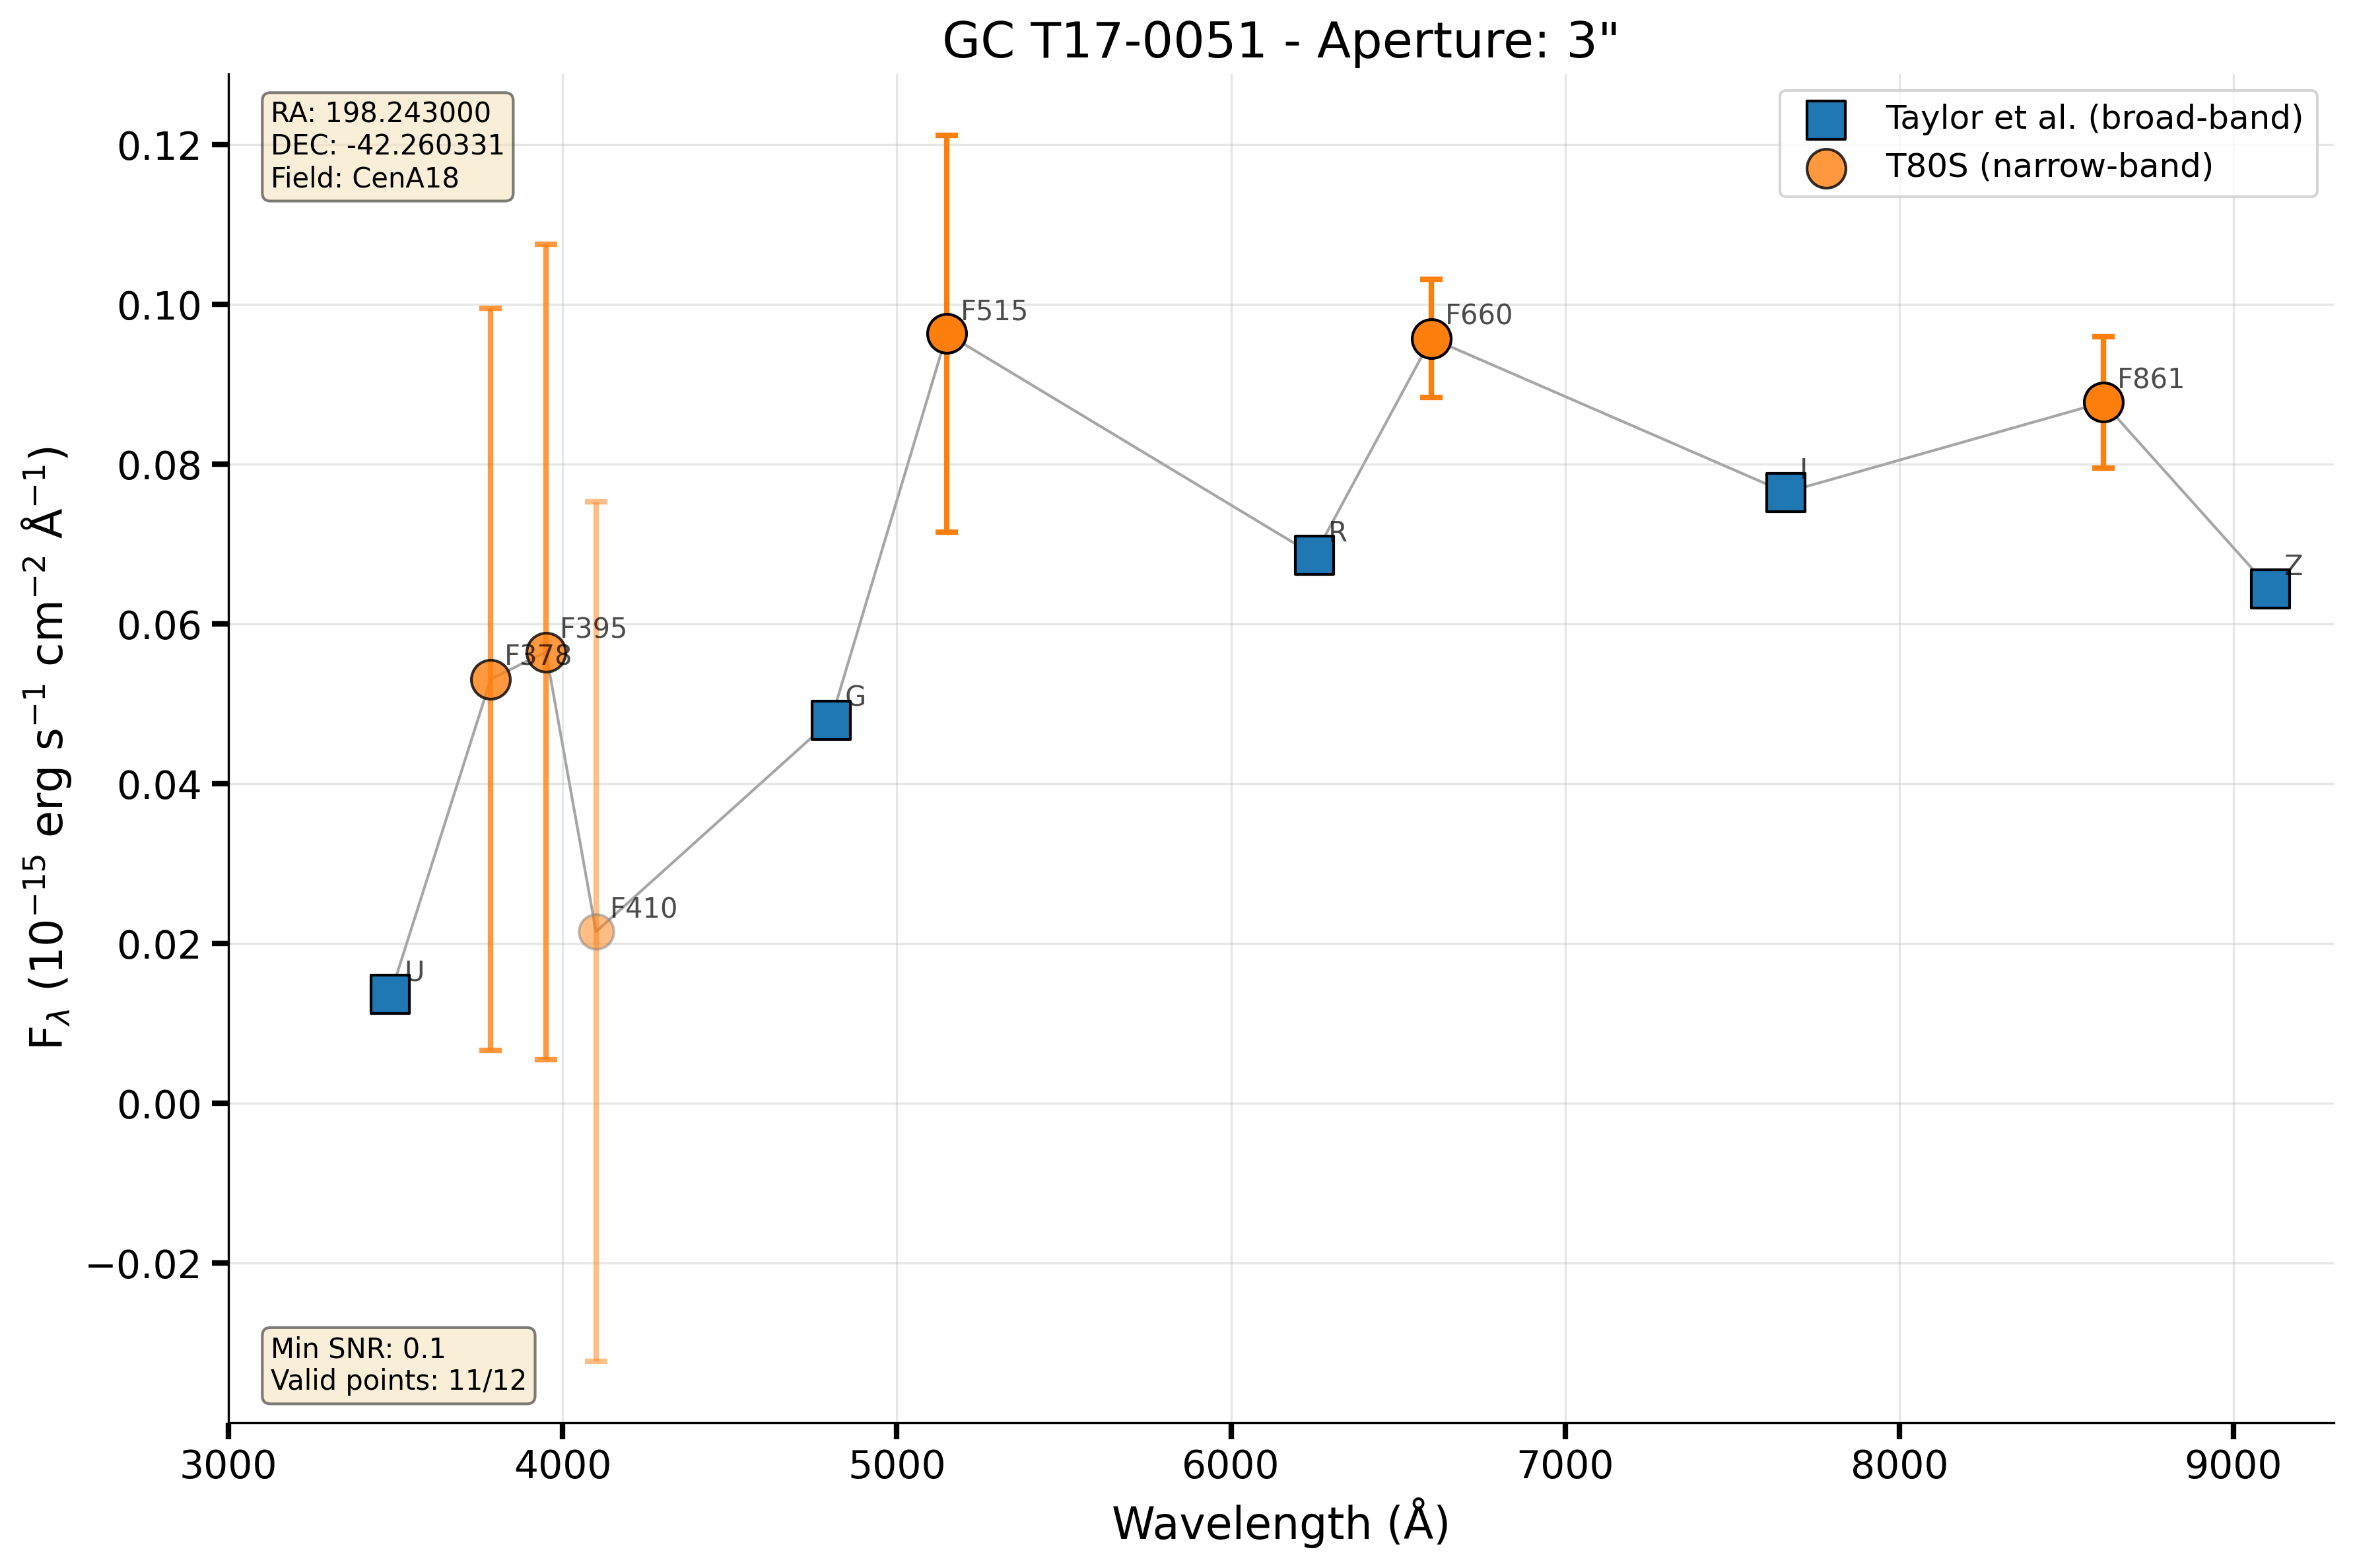 GC T17-0051 - Aperture: 3"
RA: 198.243000
DEC: -42.260331
Field: CenA18
Taylor et al. (broad-band)
T80S (narrow-band)
0.12
0.10
0.08
0.06
0.04
0.02
0.00
−0.02
F_λ (10⁻¹⁵ erg s⁻¹ cm⁻² Å⁻¹)
U
F378
F395
F410
G
F515
R
F660
I
F861
Z
Min SNR: 0.1
Valid points: 11/12
3000 4000 5000 6000 7000 8000 9000
Wavelength (Å)